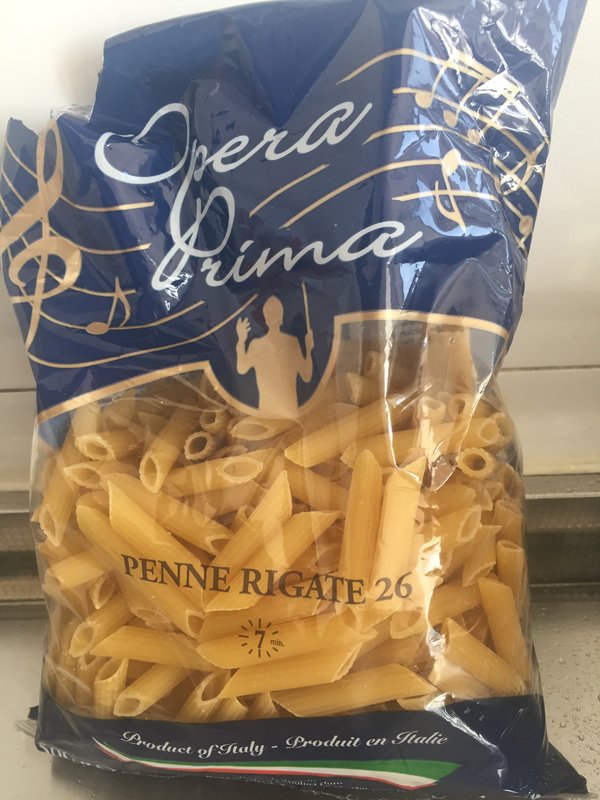 Opera
Prima
PENNE RIGATE 26
7 min.
Product of Italy - Produit en Italie